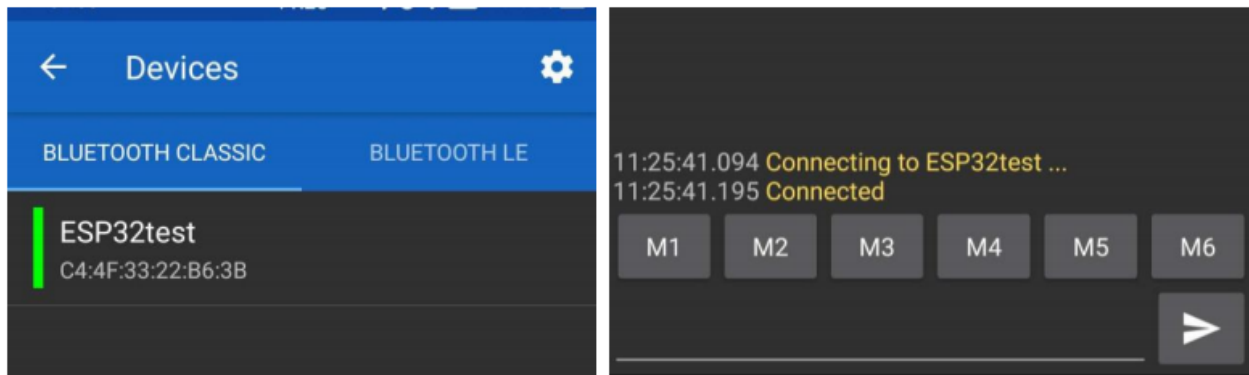 Devices
BLUETOOTH CLASSIC BLUETOOTH LE
ESP32test
C4:4F:33:22:B6:3B
11:25:41.094 Connecting to ESP32test ...
11:25:41.195 Connected
M1 M2 M3 M4 M5 M6